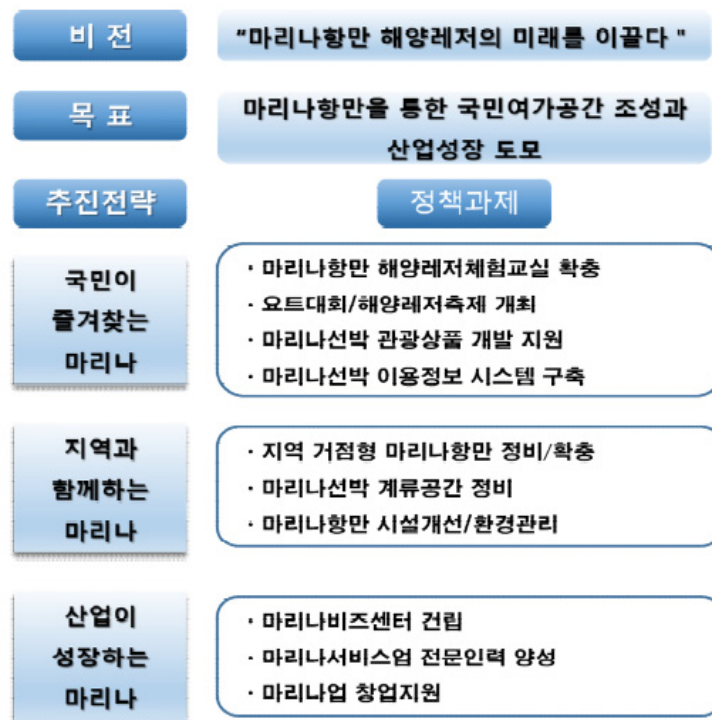 비 전
“마리나항만 해양레저의 미래를 이끌다 "
목 표
마리나항만을 통한 국민여가공간 조성과
산업성장 도모
추진전략
정책과제
국민이
즐겨찾는
마리나
· 마리나항만 해양레저체험교실 확충
· 요트대회/해양레저축제 개최
· 마리나선박 관광상품 개발 지원
· 마리나선박 이용정보 시스템 구축
지역과
함께하는
마리나
· 지역 거점형 마리나항만 정비/확충
· 마리나선박 계류공간 정비
· 마리나항만 시설개선/환경관리
산업이
성장하는
마리나
· 마리나비즈센터 건립
· 마리나서비스업 전문인력 양성
· 마리나업 창업지원